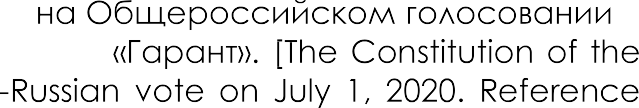 на Общероссийском голосовании
«Гарант». [The Constitution of the
-Russian vote on July 1, 2020. Reference